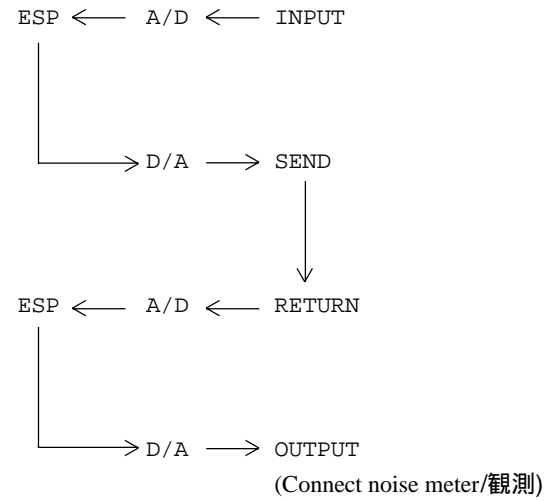 ESP A/D INPUT
D/A SEND
ESP A/D RETURN
D/A OUTPUT
(Connect noise meter/観測)